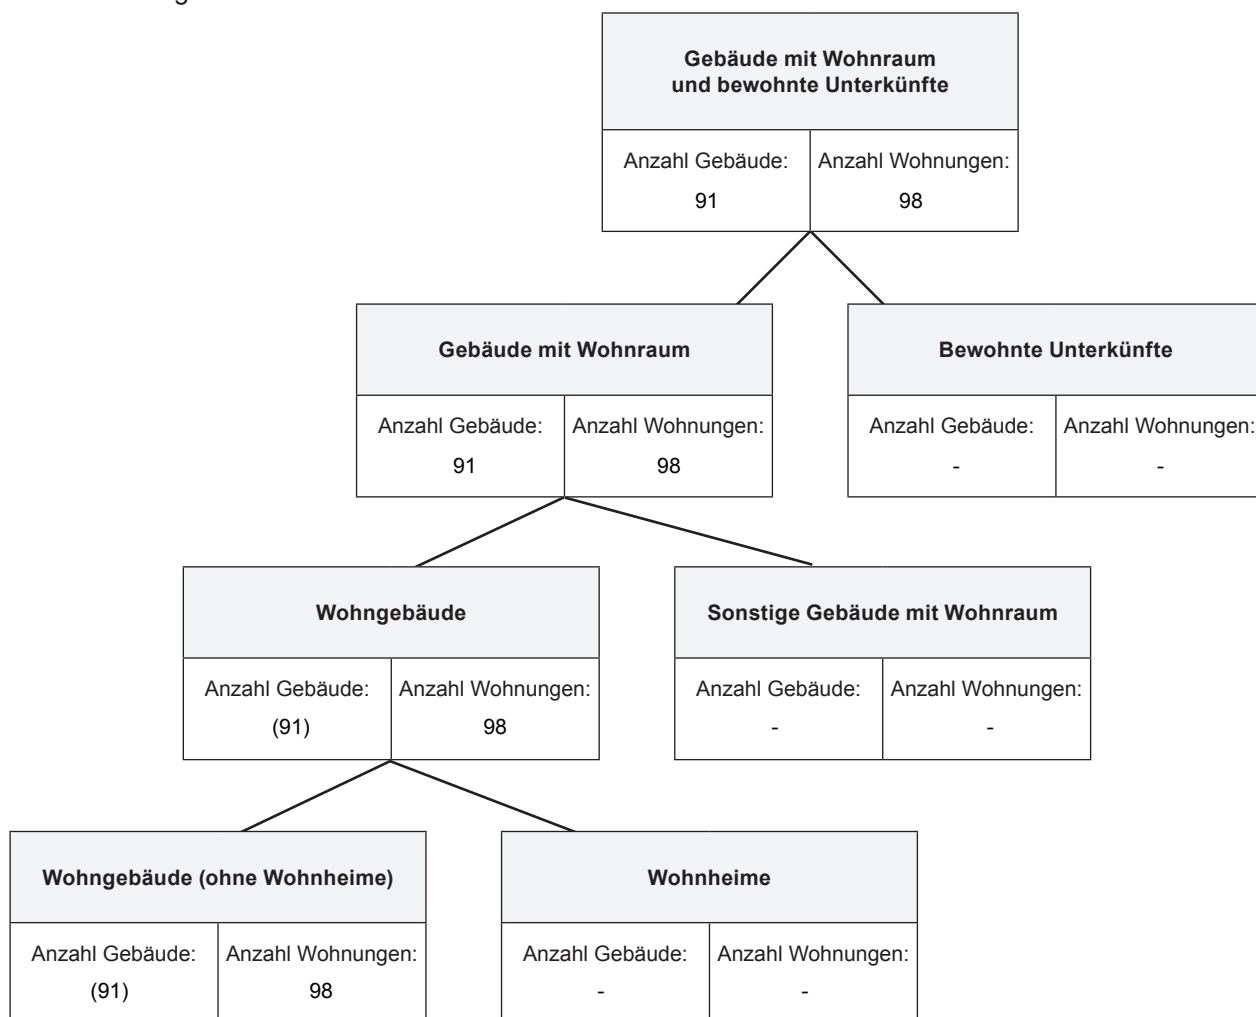 Gebäude mit Wohnraum
und bewohnte Unterkünfte
Anzahl Gebäude: Anzahl Wohnungen:
91 98
Gebäude mit Wohnraum
Bewohnte Unterkünfte
Anzahl Gebäude: Anzahl Wohnungen:
91 98
Anzahl Gebäude: Anzahl Wohnungen:
- -
Wohngebäude
Sonstige Gebäude mit Wohnraum
Anzahl Gebäude: Anzahl Wohnungen:
(91) 98
Anzahl Gebäude: Anzahl Wohnungen:
- -
Wohngebäude (ohne Wohnheime)
Wohnheime
Anzahl Gebäude: Anzahl Wohnungen:
(91) 98
Anzahl Gebäude: Anzahl Wohnungen:
- -